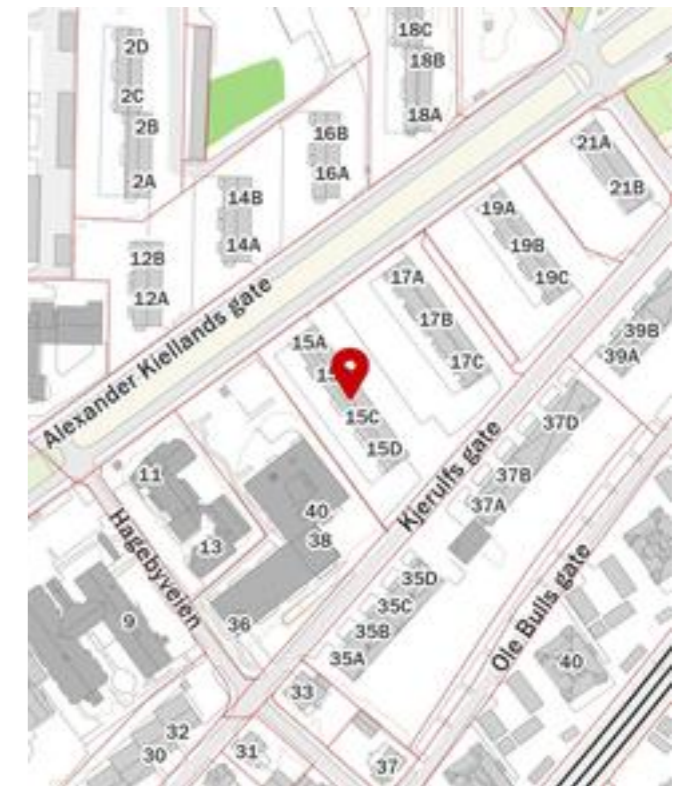 18C
2D
18B
2C
2B
18A
16B
21A
16A
2A
21B
14B
19A
14A
19B
12B
17A
19C
12A
17B
39B
15A
39A
17C
Alexander Kiellands gate
15C
37D
15D
Kjerulfs gate
11
37B
37A
40
38
13
Hagebyveien
35D
Ole Bulls gate
35C
9
36
35B
35A
40
33
32
31
30
37